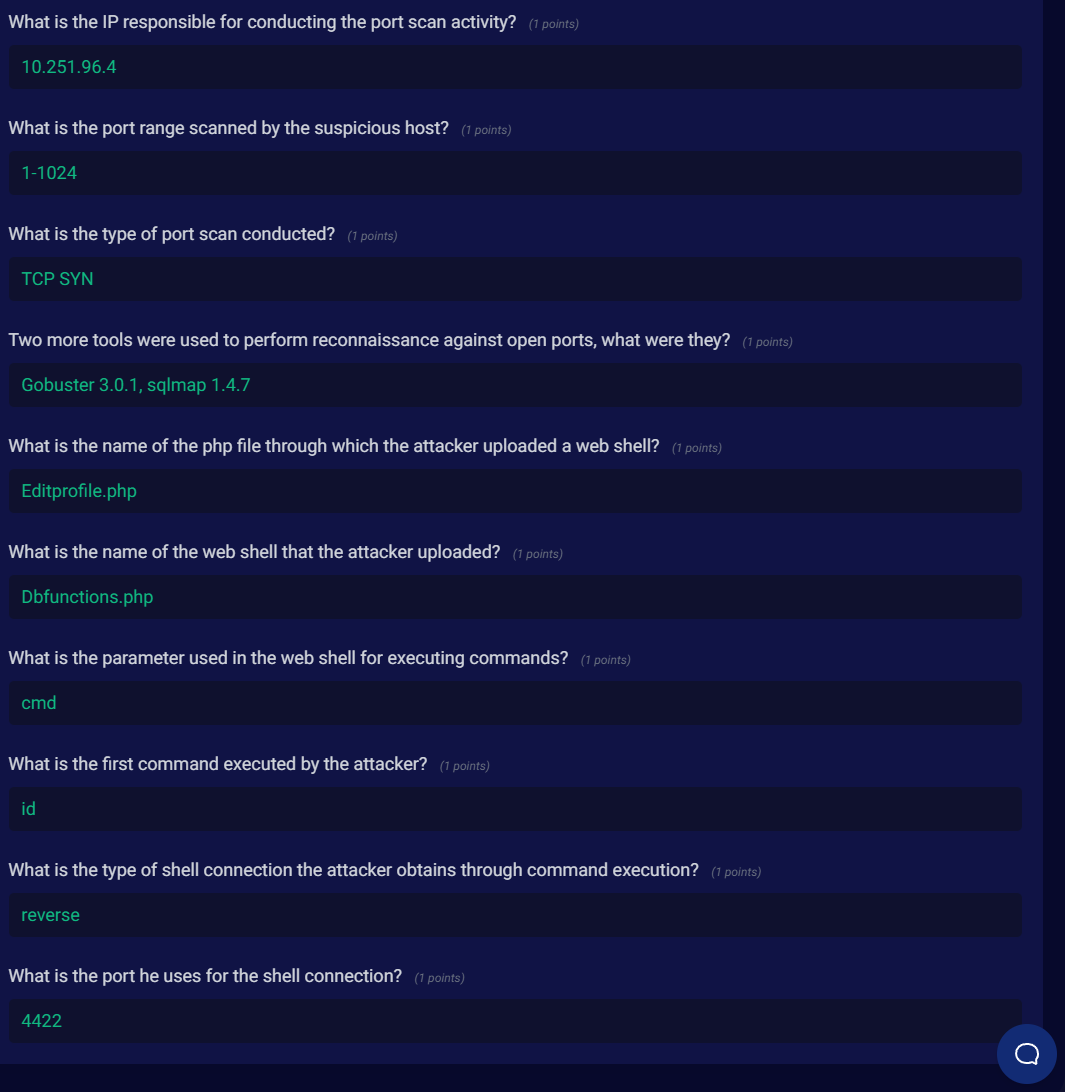 What is the IP responsible for conducting the port scan activity? (1 points)
10.251.96.4
What is the port range scanned by the suspicious host? (1 points)
1-1024
What is the type of port scan conducted? (1 points)
TCP SYN
Two more tools were used to perform reconnaissance against open ports, what were they? (1 points)
Gobuster 3.0.1, sqlmap 1.4.7
What is the name of the php file through which the attacker uploaded a web shell? (1 points)
Editprofile.php
What is the name of the web shell that the attacker uploaded? (1 points)
Dbfunctions.php
What is the parameter used in the web shell for executing commands? (1 points)
cmd
What is the first command executed by the attacker? (1 points)
id
What is the type of shell connection the attacker obtains through command execution? (1 points)
reverse
What is the port he uses for the shell connection? (1 points)
4422